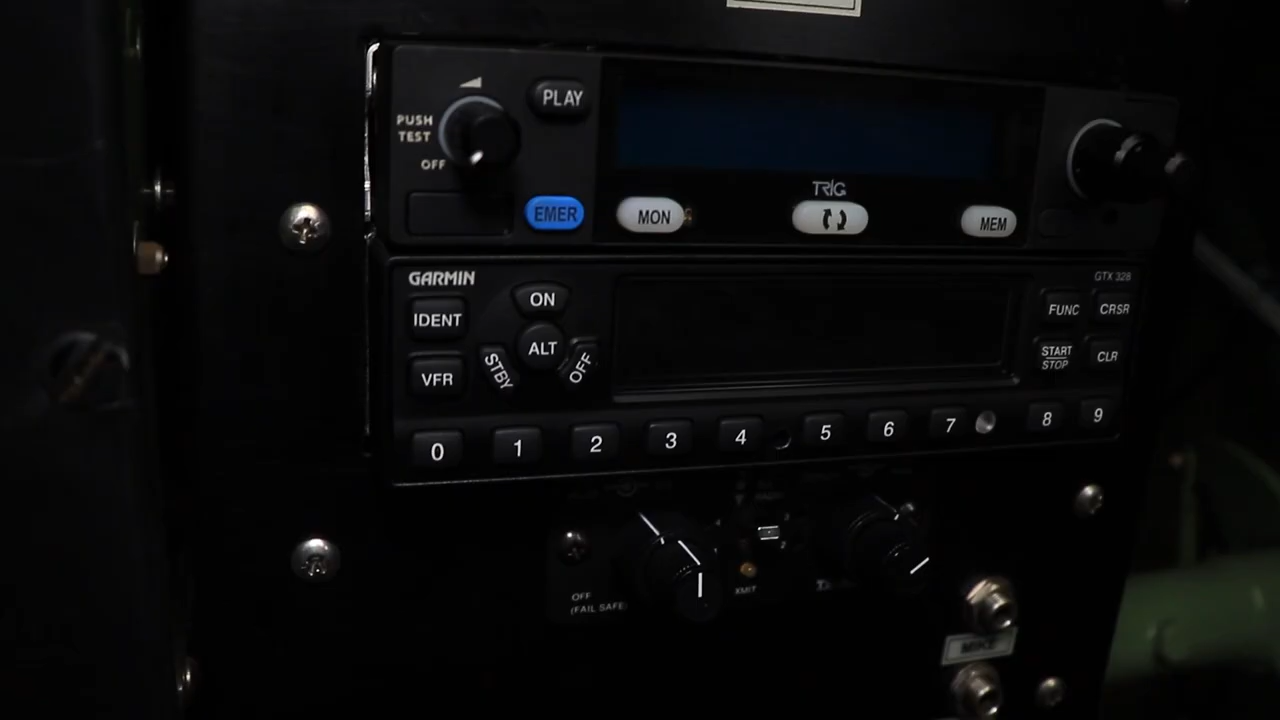 PLAY
PUSH
TEST
OFF
EMER
MON
TRIG
MEM
GARMIN
GTX 328
IDENT
ON
FUNC
CRSR
ALT
STBY
OFF
VFR
START
STOP
CLR
0 1 2 3 4 5 6 7 8 9
OFF
(FAIL SAFE)
XMIT
MIKE